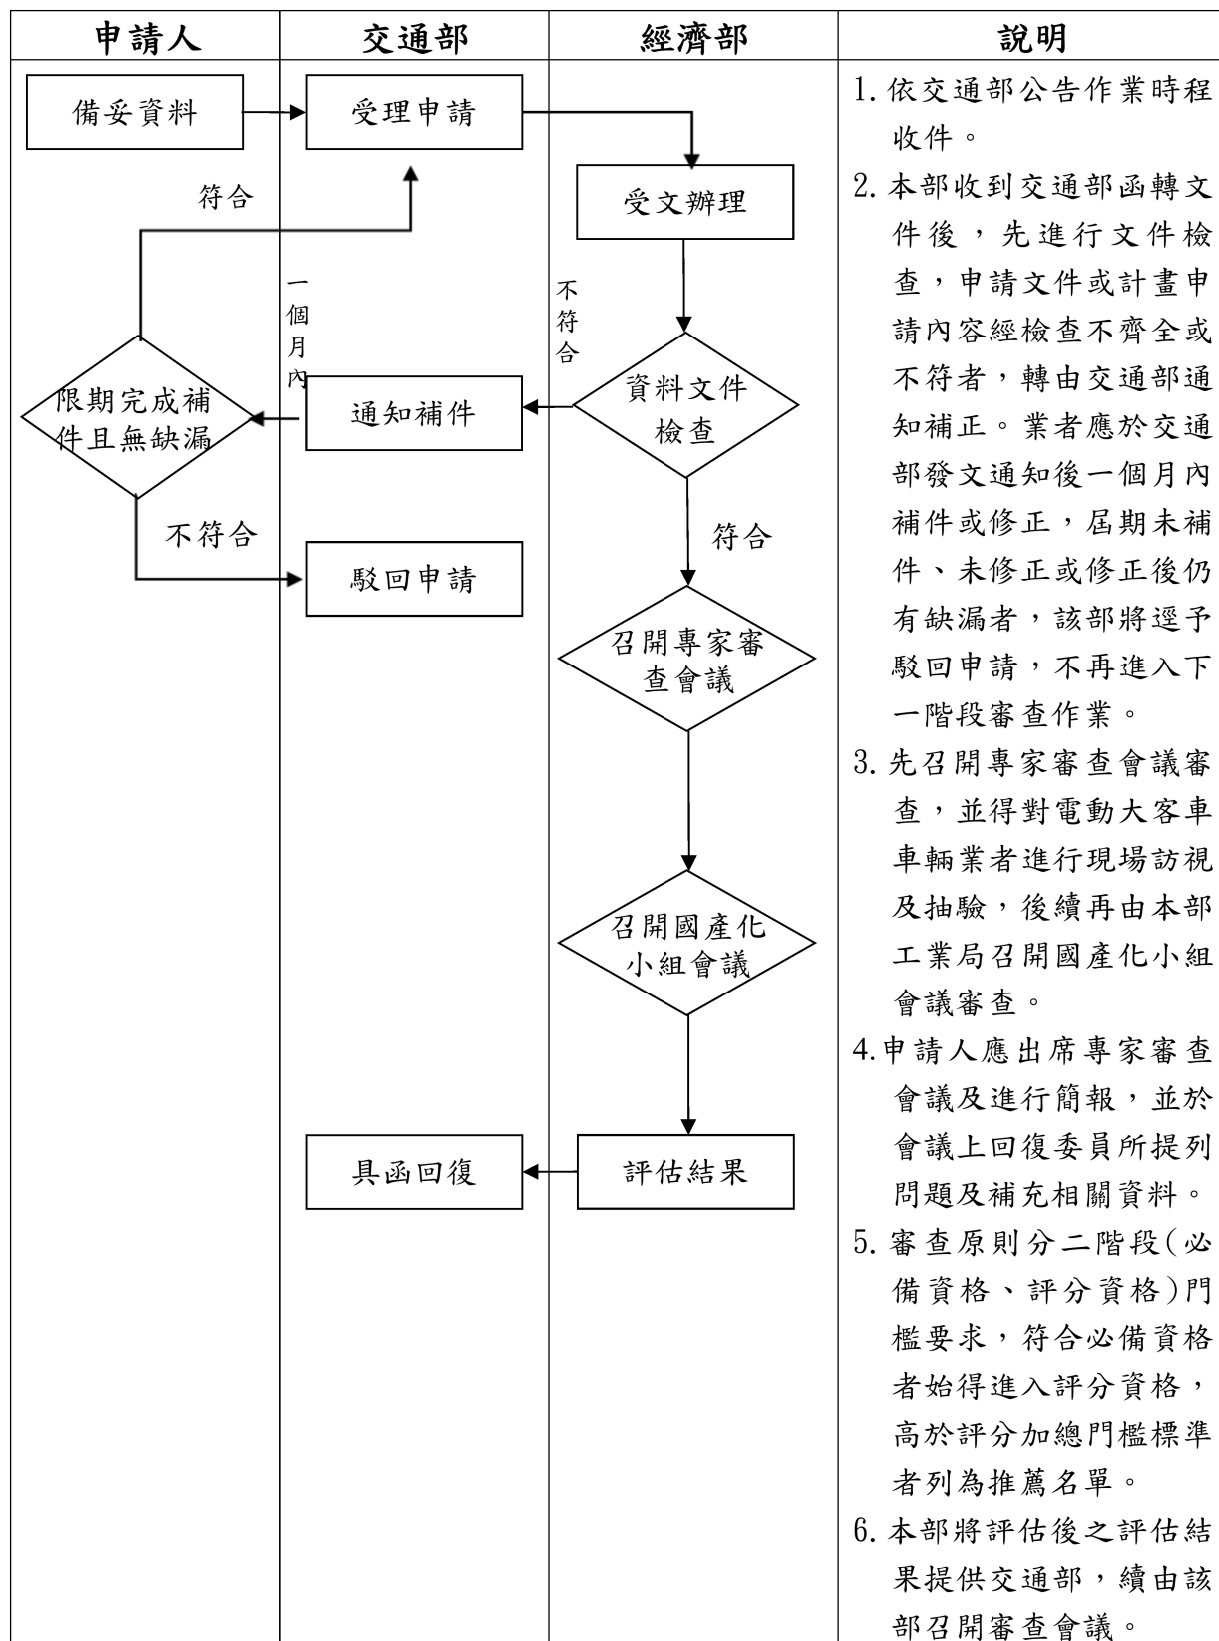 申請人
交通部
經濟部
說明
備妥資料
受理申請
受文辦理
符合
一個月內
不符合
限期完成補
件且無缺漏
通知補件
資料文件
檢查
不符合
駁回申請
符合
召開專家審
查會議
召開國產化
小組會議
具函回復
評估結果
1.依交通部公告作業時程
收件。
2.本部收到交通部函轉文
件後，先進行文件檢
查，申請文件或計畫申
請內容經檢查不齊全或
不符者，轉由交通部通
知補正。業者應於交通
部發文通知後一個月內
補件或修正，屆期未補
件、未修正或修正後仍
有缺漏者，該部將逕予
駁回申請，不再進入下
一階段審查作業。
3.先召開專家審查會議審
查，並得對電動大客車
車輛業者進行現場訪視
及抽驗，後續再由本部
工業局召開國產化小組
會議審查。
4.申請人應出席專家審查
會議及進行簡報，並於
會議上回復委員所提列
問題及補充相關資料。
5.審查原則分二階段(必
備資格、評分資格)門
檻要求，符合必備資格
者始得進入評分資格，
高於評分加總門檻標準
者列為推薦名單。
6.本部將評估後之評估結
果提供交通部，續由該
部召開審查會議。